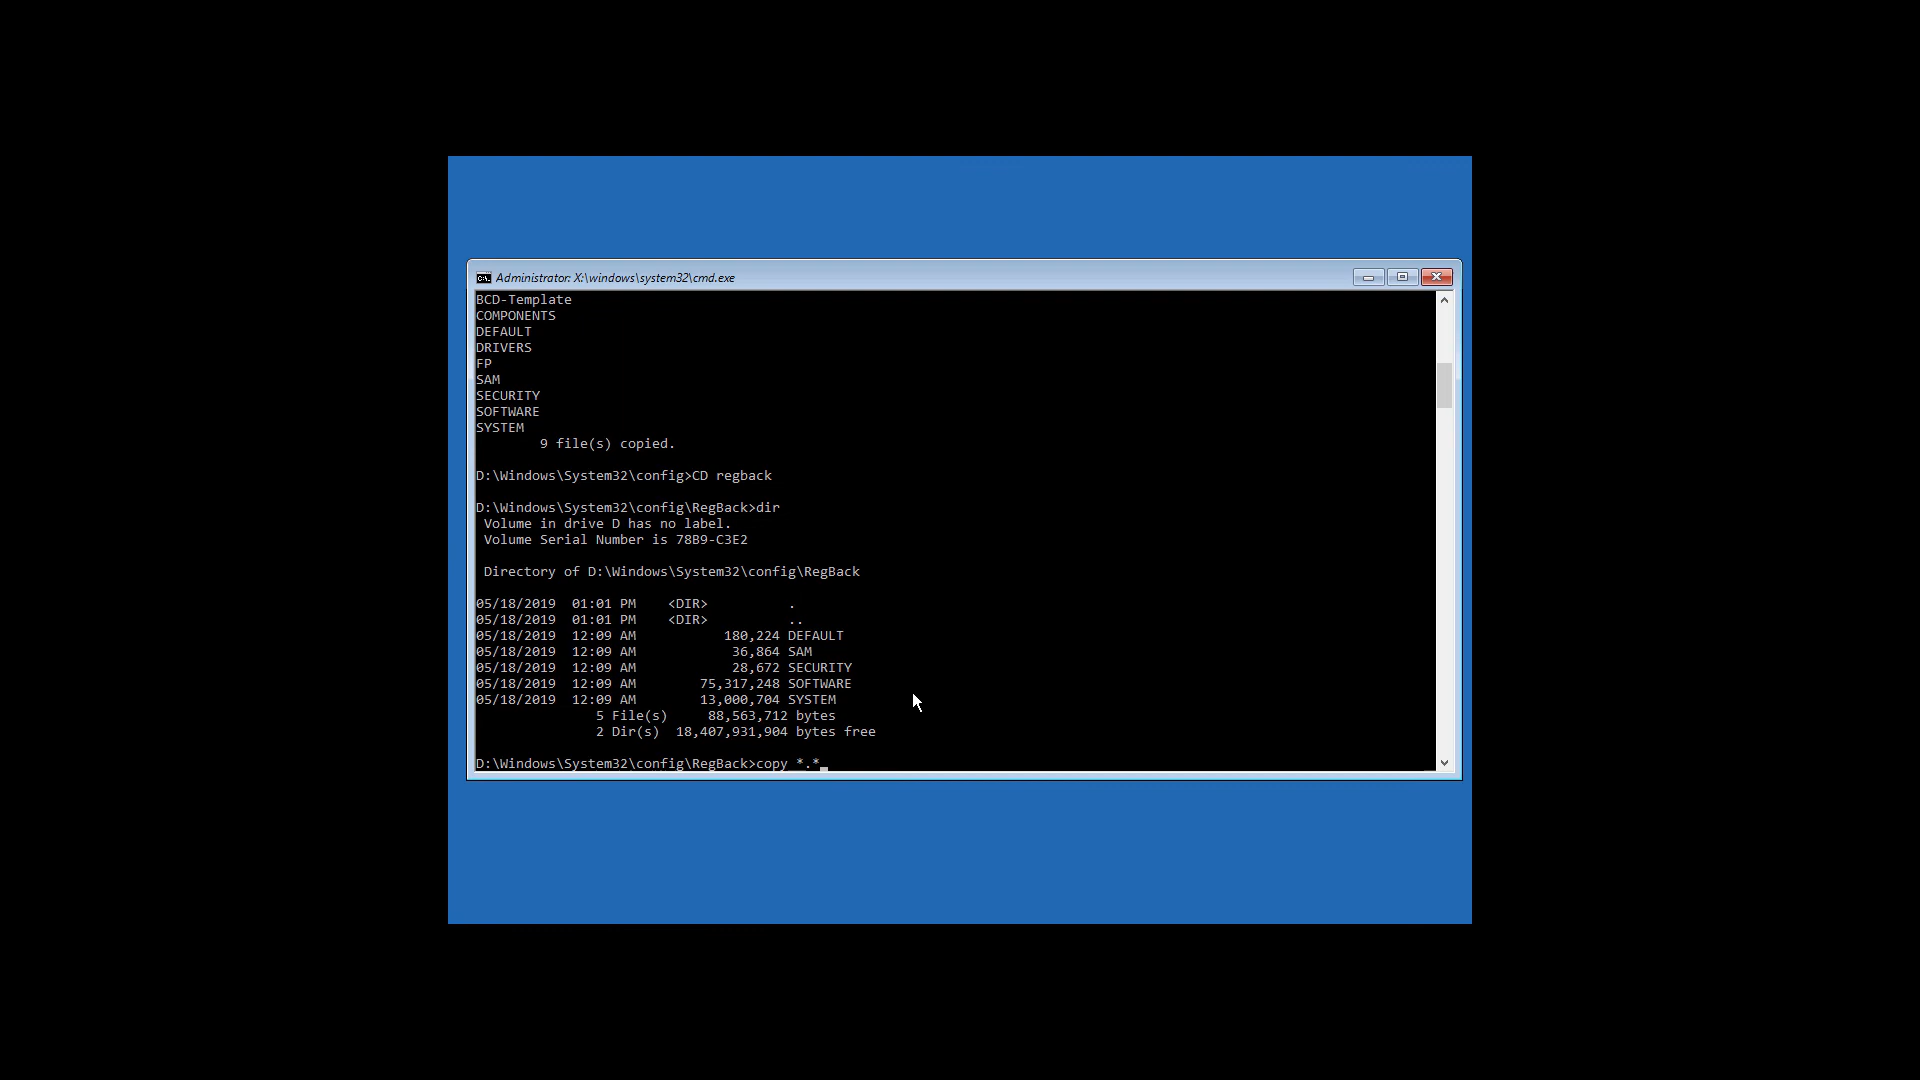 Administrator: X:\windows\system32\cmd.exe
BCD-Template
COMPONENTS
DEFAULT
DRIVERS
FP
SAM
SECURITY
SOFTWARE
SYSTEM
9 file(s) copied.
D:\Windows\System32\config>CD regback
D:\Windows\System32\config\RegBack>dir
Volume in drive D has no label.
Volume Serial Number is 78B9-C3E2
Directory of D:\Windows\System32\config\RegBack
05/18/2019 01:01 PM <DIR> .
05/18/2019 01:01 PM <DIR> ..
05/18/2019 12:09 AM 180,224 DEFAULT
05/18/2019 12:09 AM 36,864 SAM
05/18/2019 12:09 AM 28,672 SECURITY
05/18/2019 12:09 AM 75,317,248 SOFTWARE
05/18/2019 12:09 AM 13,000,704 SYSTEM
5 File(s) 88,563,712 bytes
2 Dir(s) 18,407,931,904 bytes free
D:\Windows\System32\config\RegBack>copy *.*